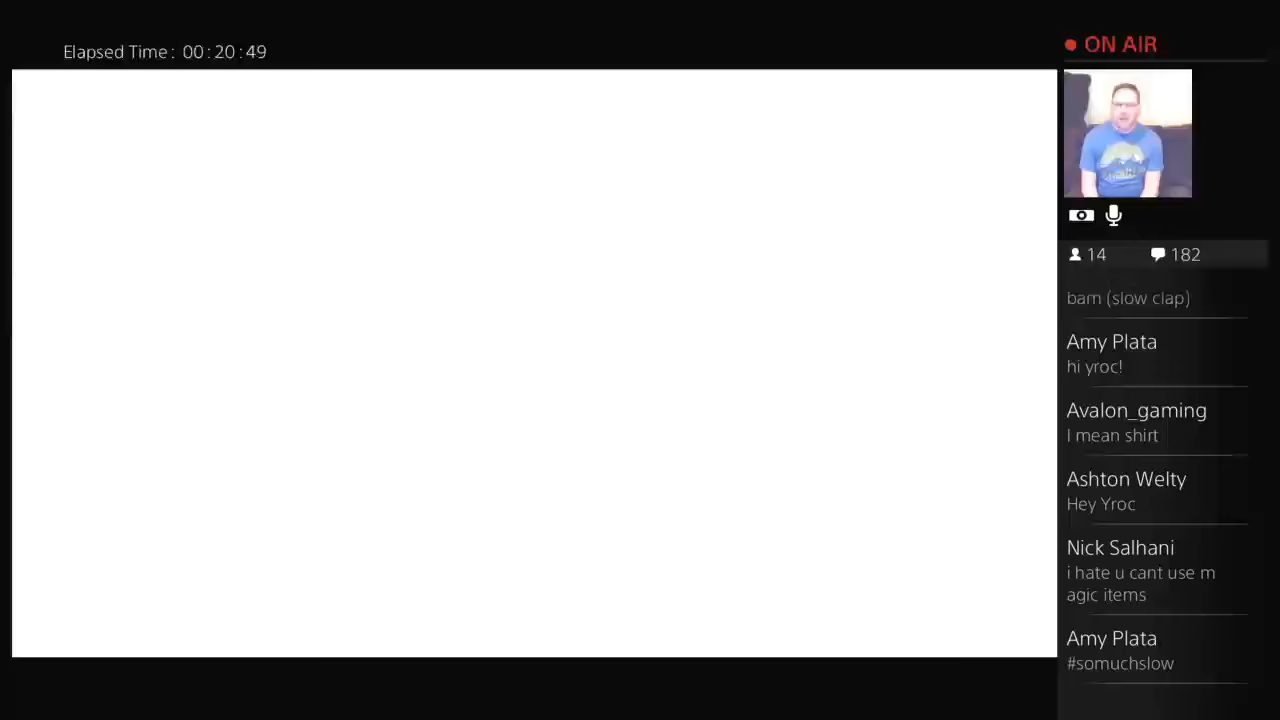 Elapsed Time: 00:20:49
ON AIR
14 182
bam (slow clap)
Amy Plata
hi yroc!
Avalon_gaming
I mean shirt
Ashton Welty
Hey Yroc
Nick Salhani
i hate u cant use m
agic items
Amy Plata
#somuchslow